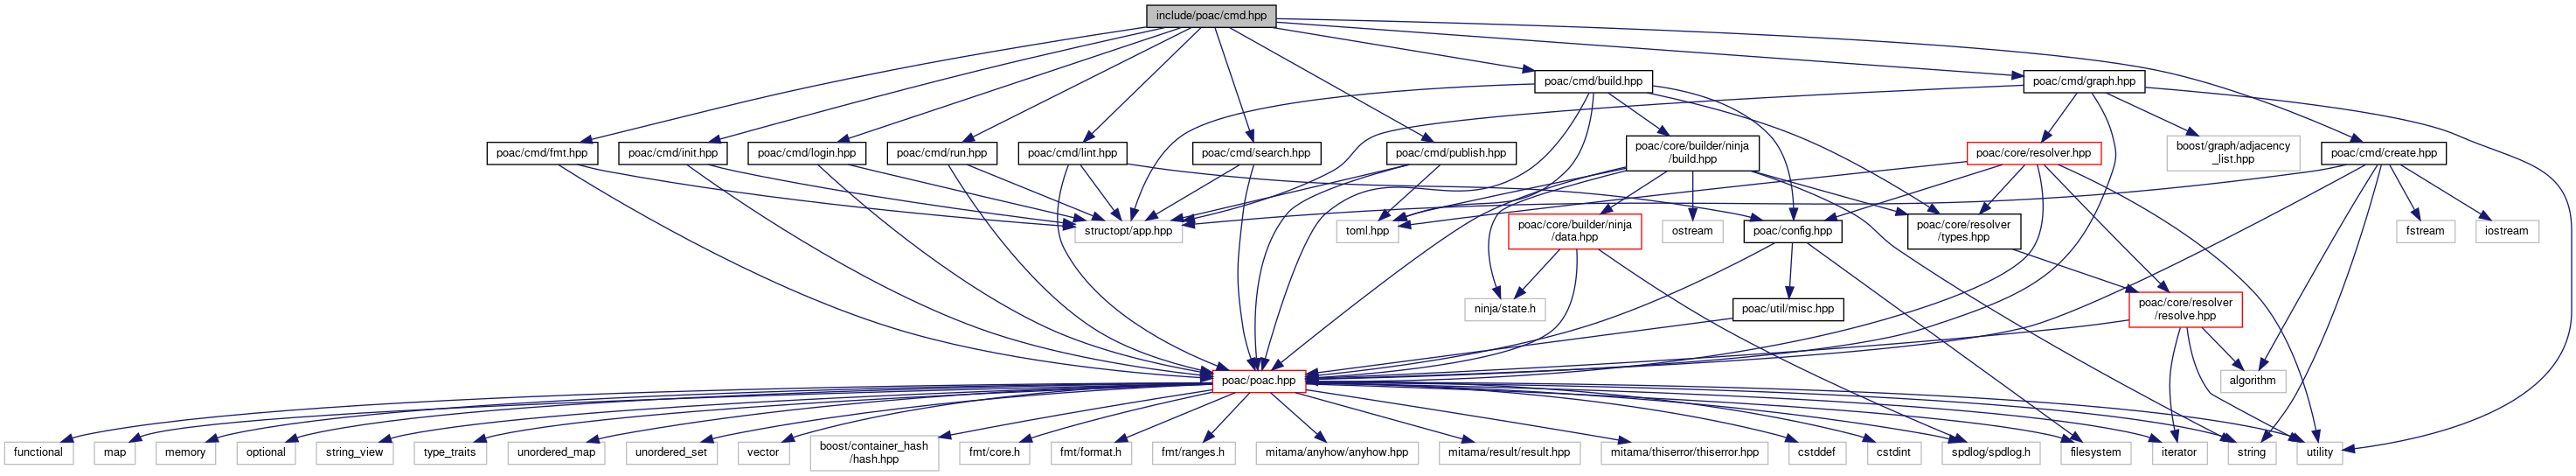 include/poac/cmd.hpp
poac/cmd/build.hpp
poac/cmd/graph.hpp
poac/cmd/fmt.hpp
poac/cmd/init.hpp
poac/cmd/login.hpp
poac/cmd/run.hpp
poac/cmd/lint.hpp
poac/cmd/search.hpp
poac/cmd/publish.hpp
poac/core/builder/ninja
/build.hpp
poac/core/resolver.hpp
boost/graph/adjacency
_list.hpp
poac/cmd/create.hpp
structopt/app.hpp
toml.hpp
poac/core/builder/ninja
/data.hpp
ostream
poac/config.hpp
poac/core/resolver
/types.hpp
fstream
iostream
ninja/state.h
poac/util/misc.hpp
poac/core/resolver
/resolve.hpp
poac/poac.hpp
algorithm
functional
map
memory
optional
string_view
type_traits
unordered_map
unordered_set
vector
boost/container_hash
/hash.hpp
fmt/core.h
fmt/format.h
fmt/ranges.h
mitama/anyhow/anyhow.hpp
mitama/result/result.hpp
mitama/thiserror/thiserror.hpp
cstddef
cstdint
spdlog/spdlog.h
filesystem
iterator
string
utility